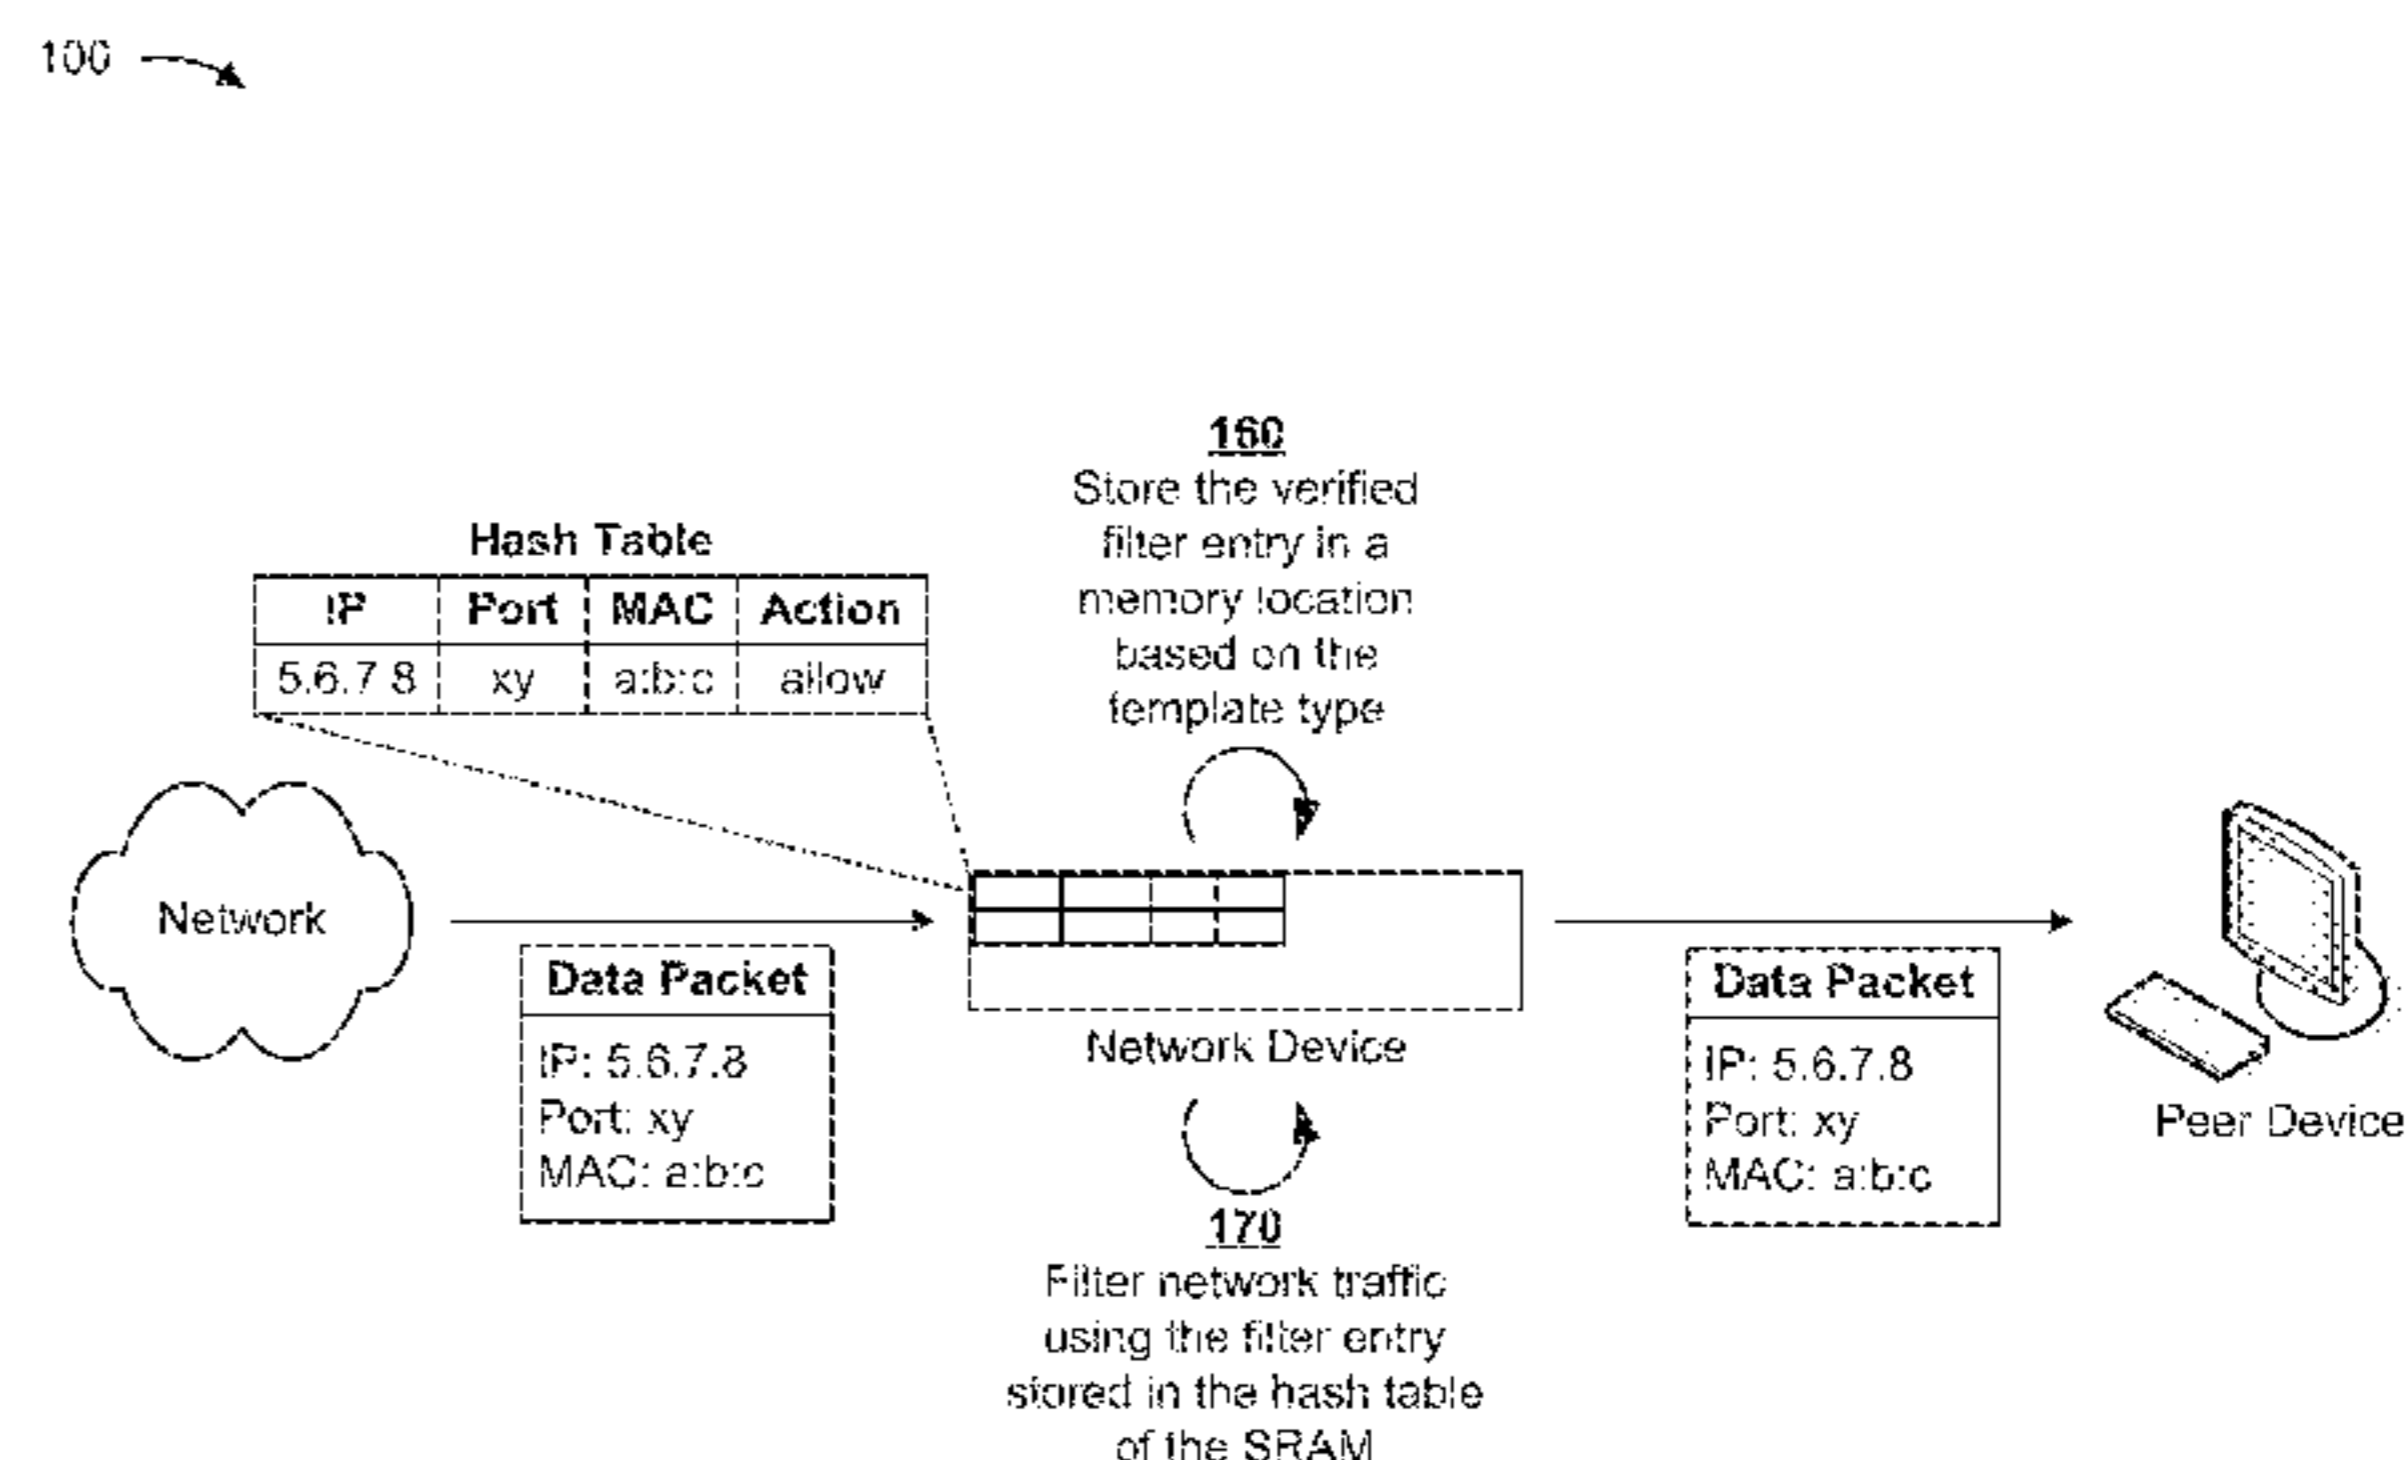 100
160
Store the verified
filter entry in a
memory location
based on the
template type
Hash Table
IP Port MAC Action
5.6.7.8 xy a:b:c allow
Network
Data Packet
IP: 5.6.7.8
Port: xy
MAC: a:b:c
Network Device
Data Packet
IP: 5.6.7.8
Port: xy
MAC: a:b:c
Peer Device
170
Filter network traffic
using the filter entry
stored in the hash table
of the SRAM